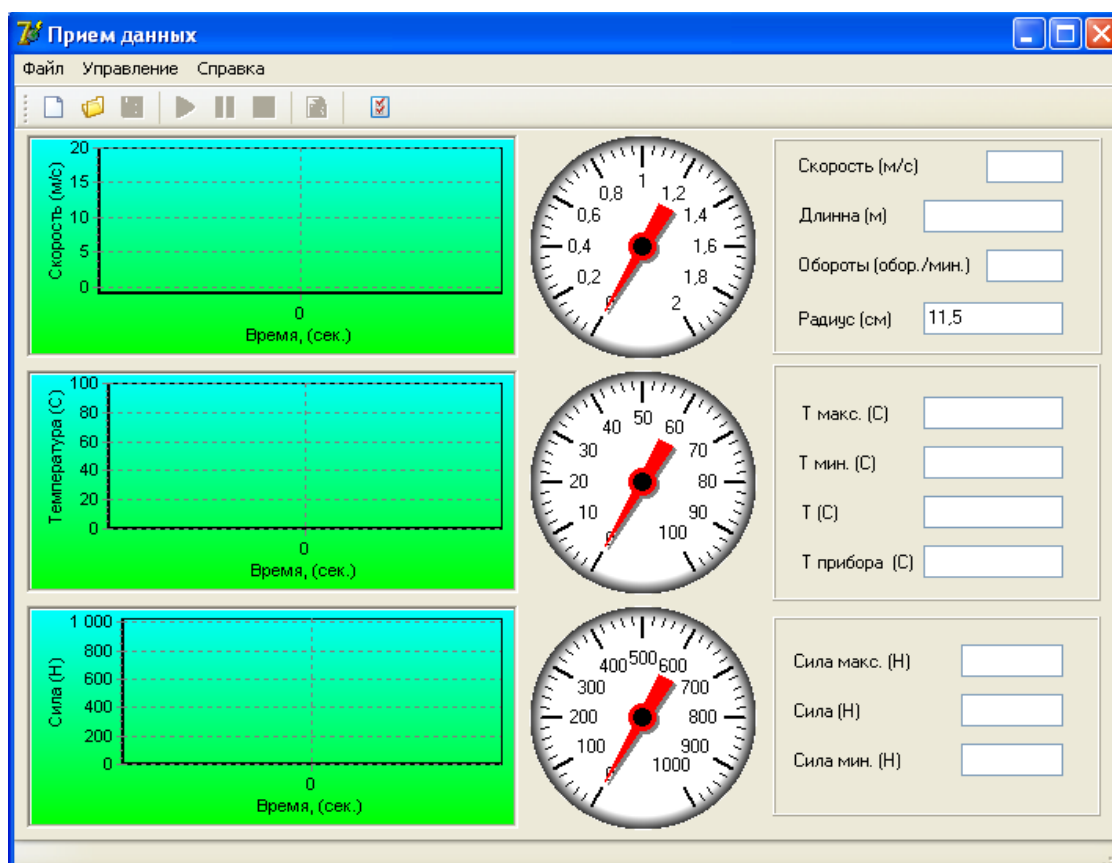 Прием данных
Файл Управление Справка
20
15
10
5
0
Скорость (м/с)
0
Время, (сек.)
0 0,2 0,4 0,6 0,8 1 1,2 1,4 1,6 1,8 2
Скорость (м/с)
Длинна (м)
Обороты (обор./мин.)
Радиус (см) 11,5
100
80
60
40
20
0
Температура (С)
0
Время, (сек.)
0 10 20 30 40 50 60 70 80 90 100
Т макс. (С)
Т мин. (С)
Т (С)
Т прибора (С)
1 000
800
600
400
200
0
Сила (Н)
0
Время, (сек.)
0 100 200 300 400 500 600 700 800 900 1000
Сила макс. (Н)
Сила (Н)
Сила мин. (Н)